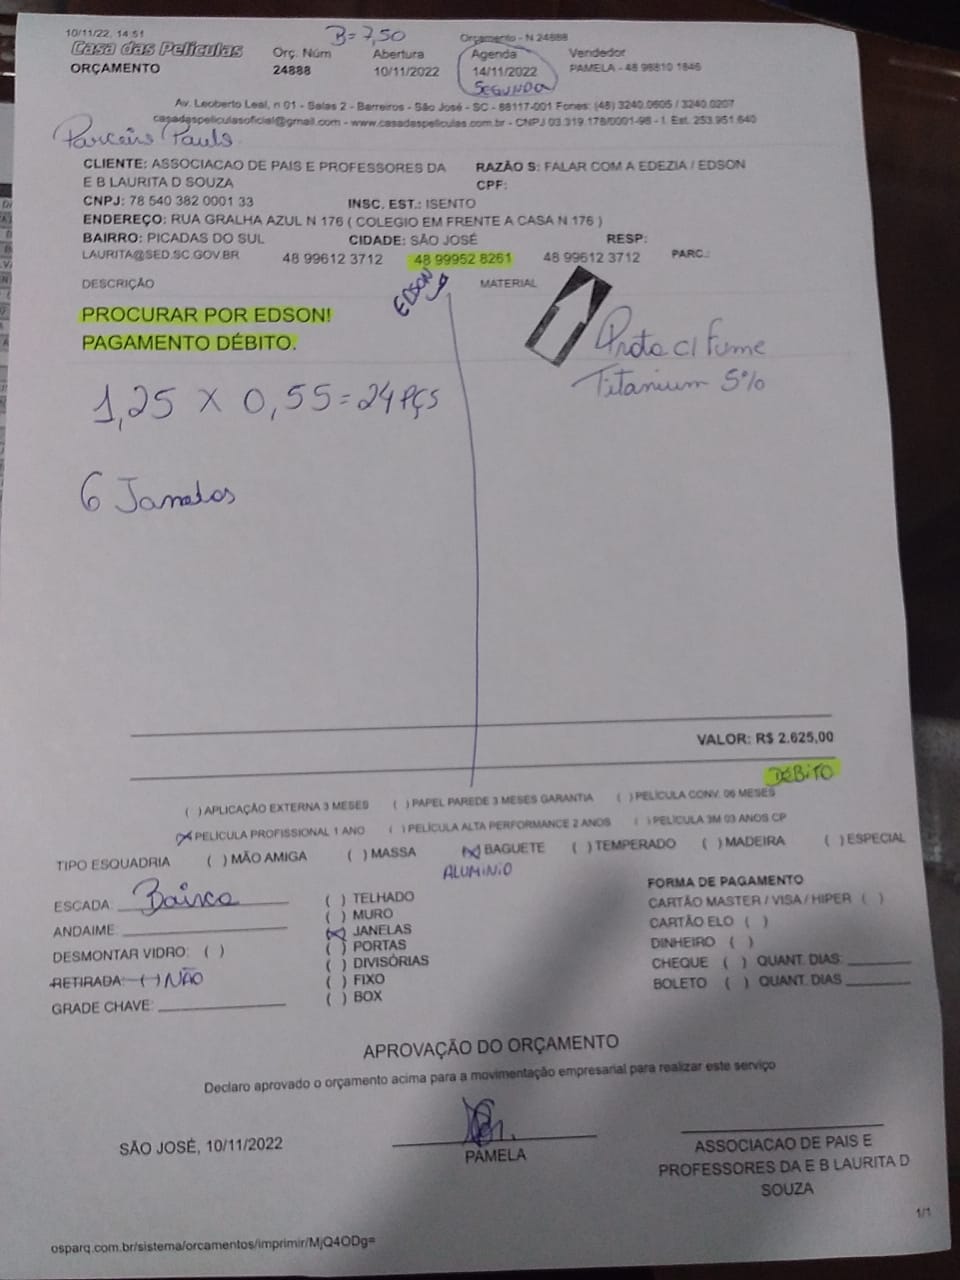 10/11/22, 14:51
B=7,50
Orçamento - N 24888
Casa das Películas
Orç. Núm
Abertura
Agenda
Vendedor
ORÇAMENTO
24888
10/11/2022
14/11/2022
PAMELA - 48 98810 1846
SEGUNDA
Av. Leoberto Leal, n 01 - Salas 2 - Barreiros - São José - SC - 88117-001 Fones: (48) 3240.0605 / 3240.0207
casadaspeliculasoficial@gmail.com - www.casadaspeliculas.com.br - CNPJ 03.319.178/0001-98 - I. Est. 253.951.640
Parceiro Paulo
CLIENTE: ASSOCIACAO DE PAIS E PROFESSORES DA
RAZÃO S: FALAR COM A EDEZIA / EDSON
E B LAURITA D SOUZA
CPF:
CNPJ: 78 540 382 0001 33
INSC. EST.: ISENTO
ENDEREÇO: RUA GRALHA AZUL N 176 ( COLEGIO EM FRENTE A CASA N 176 )
BAIRRO: PICADAS DO SUL
CIDADE: SÃO JOSÉ
RESP:
LAURITA@SED.SC.GOV.BR
48 99612 3712
48 99952 8261
48 99612 3712
PARC.:
DESCRIÇÃO
EDSON
MATERIAL
PROCURAR POR EDSON!
PAGAMENTO DÉBITO.
Prata c/ Fume
Titanium 5%
1,25 X 0,55 = 24 PÇS
6 Janelas
VALOR: R$ 2.625,00
DÉBITO
( ) APLICAÇÃO EXTERNA 3 MESES ( ) PAPEL PAREDE 3 MESES GARANTIA ( ) PELÍCULA CONV. 06 MESES
(X) PELÍCULA PROFISSIONAL 1 ANO ( ) PELÍCULA ALTA PERFORMANCE 2 ANOS ( ) PELÍCULA 3M 03 ANOS CP
TIPO ESQUADRIA ( ) MÃO AMIGA ( ) MASSA (X) BAGUETE ( ) TEMPERADO ( ) MADEIRA ( ) ESPECIAL
ALUMINIO
ESCADA: Baixa
ANDAIME:
DESMONTAR VIDRO: ( )
RETIRADA: ( ) NÃO
GRADE CHAVE:
( ) TELHADO
( ) MURO
(X) JANELAS
( ) PORTAS
( ) DIVISÓRIAS
( ) FIXO
( ) BOX
FORMA DE PAGAMENTO
CARTÃO MASTER / VISA / HIPER ( )
CARTÃO ELO ( )
DINHEIRO ( )
CHEQUE ( ) QUANT. DIAS:
BOLETO ( ) QUANT. DIAS
APROVAÇÃO DO ORÇAMENTO
Declaro aprovado o orçamento acima para a movimentação empresarial para realizar este serviço
SÃO JOSÉ, 10/11/2022
PAMELA
ASSOCIACAO DE PAIS E
PROFESSORES DA E B LAURITA D
SOUZA
1/1
osparq.com.br/sistema/orcamentos/imprimir/MjQ4ODg=